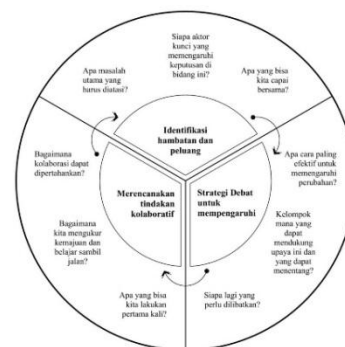 Siapa aktor
kunci yang
memengaruhi
keputusan di
bidang ini?
Apa masalah
utama yang
harus diatasi?
Apa yang bisa
kita capai
bersama?
Identifikasi
hambatan dan
peluang
Bagaimana
kolaborasi dapat
dipertahankan?
Apa cara paling
efektif untuk
memengaruhi
perubahan?
Merencanakan
tindakan
kolaboratif
Strategi Debat
untuk
mempengaruhi
Bagaimana
kita mengukur
kemajuan dan
belajar sambil
jalan?
Kelompok
mana yang
dapat
mendukung
upaya ini dan
yang dapat
menentang?
Apa yang bisa
kita lakukan
pertama kali?
Siapa lagi yang
perlu dilibatkan?